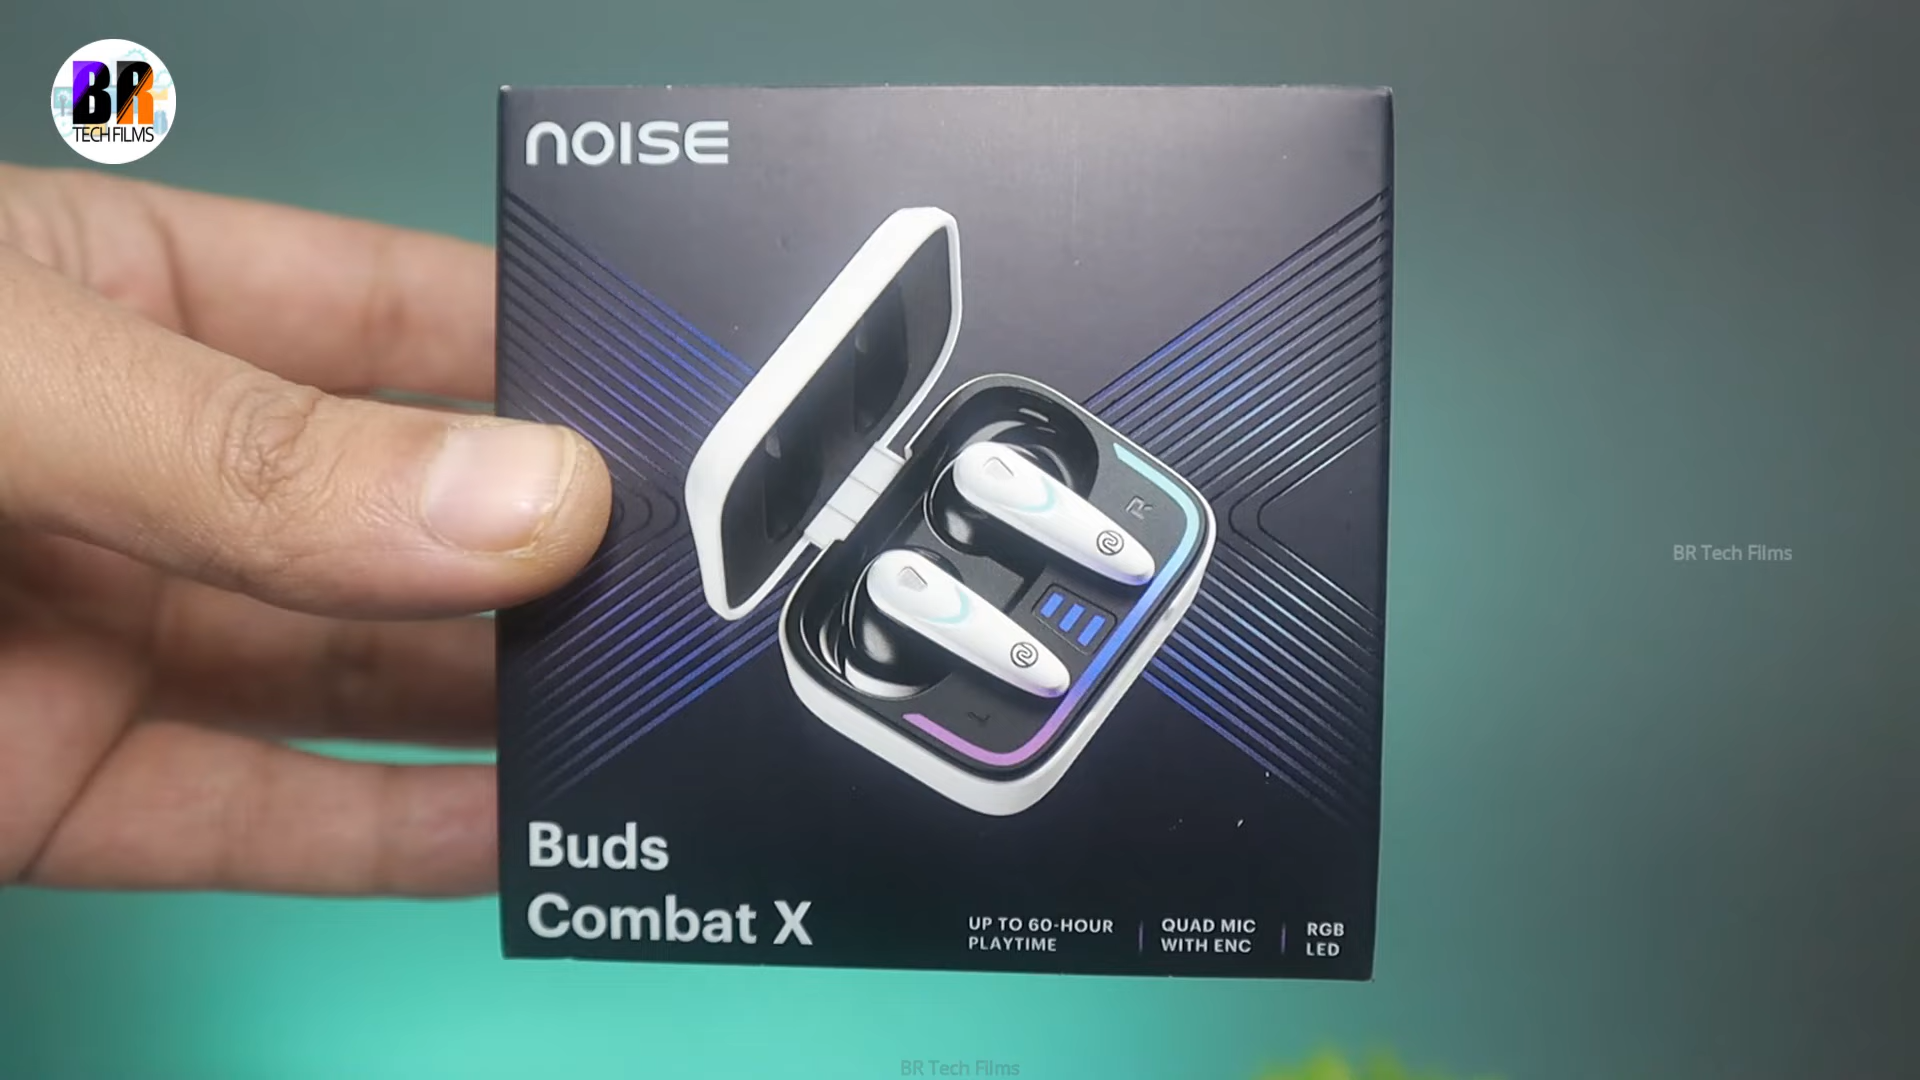 BR
TECH FILMS
NOISE
R
L
Buds
Combat X
UP TO 60-HOUR
PLAYTIME
QUAD MIC
WITH ENC
RGB
LED
BR Tech Films
BR Tech Films